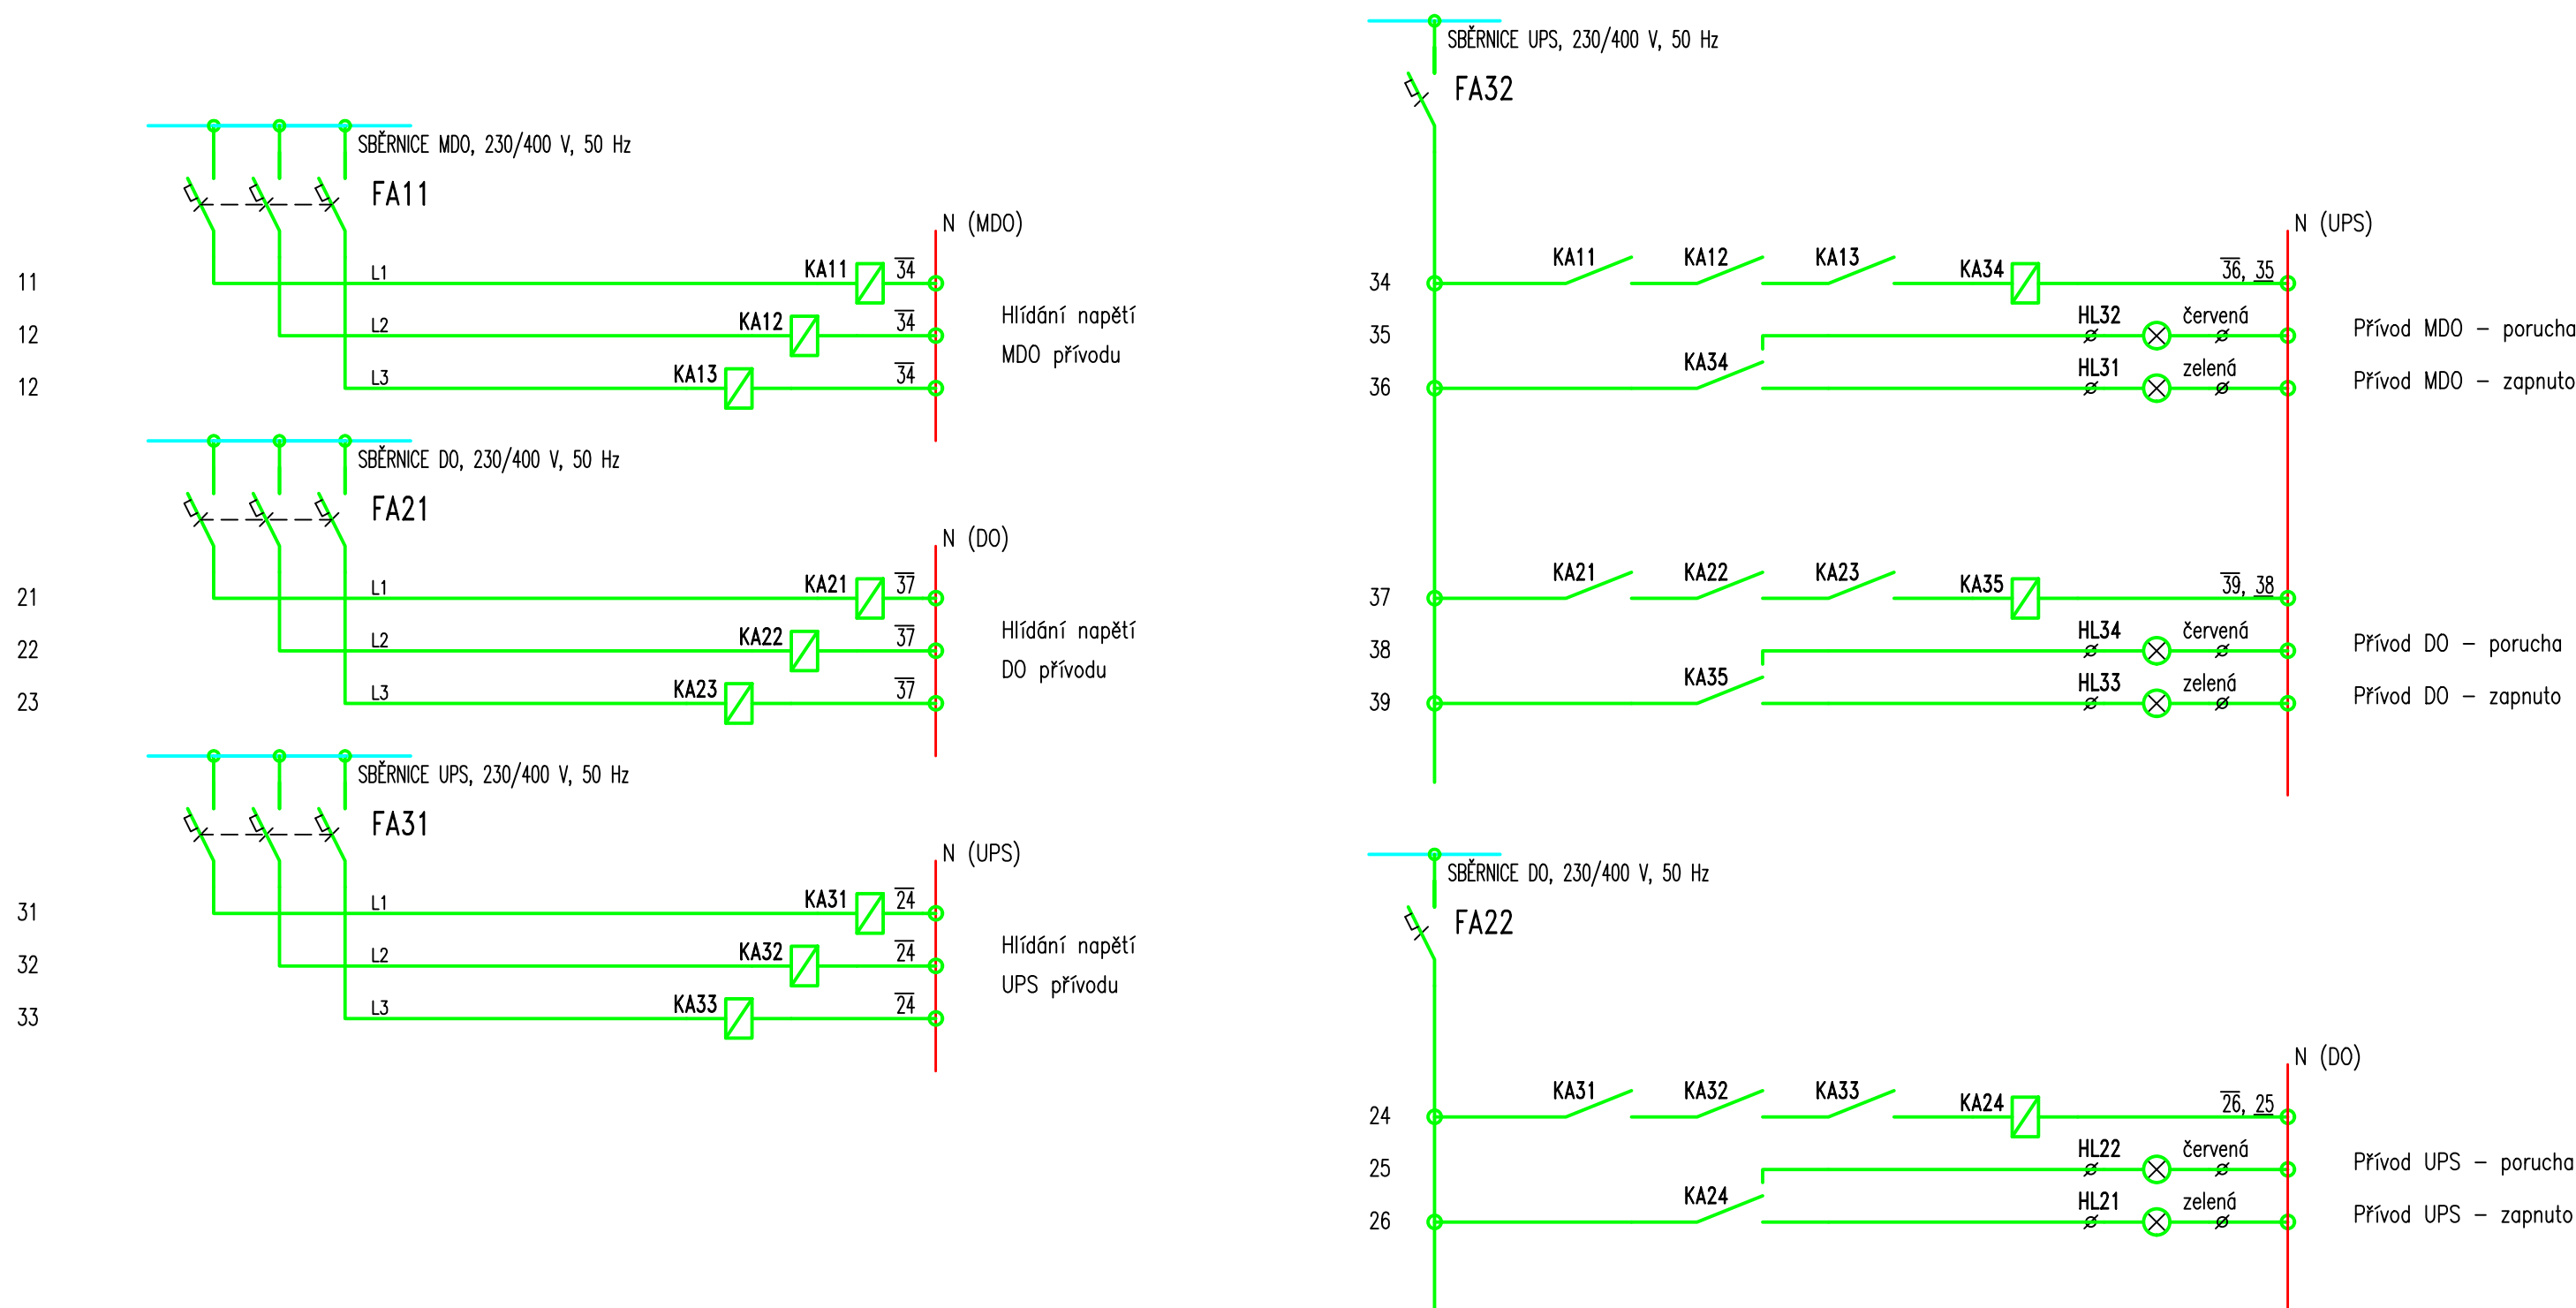 SBĚRNICE MDO, 230/400 V, 50 Hz
FA11
N (MDO)
11 L1 KA11 34
12 L2 KA12 34
12 L3 KA13 34
Hlídání napětí
MDO přívodu
SBĚRNICE DO, 230/400 V, 50 Hz
FA21
N (DO)
21 L1 KA21 37
22 L2 KA22 37
23 L3 KA23 37
Hlídání napětí
DO přívodu
SBĚRNICE UPS, 230/400 V, 50 Hz
FA31
N (UPS)
31 L1 KA31 24
32 L2 KA32 24
33 L3 KA33 24
Hlídání napětí
UPS přívodu
SBĚRNICE UPS, 230/400 V, 50 Hz
FA32
N (UPS)
34 KA11 KA12 KA13 KA34 36, 35
35 HL32 červená Přívod MDO – porucha
36 KA34 HL31 zelená Přívod MDO – zapnuto
37 KA21 KA22 KA23 KA35 39, 38
38 HL34 červená Přívod DO – porucha
39 KA35 HL33 zelená Přívod DO – zapnuto
SBĚRNICE DO, 230/400 V, 50 Hz
FA22
N (DO)
24 KA31 KA32 KA33 KA24 26, 25
25 HL22 červená Přívod UPS – porucha
26 KA24 HL21 zelená Přívod UPS – zapnuto